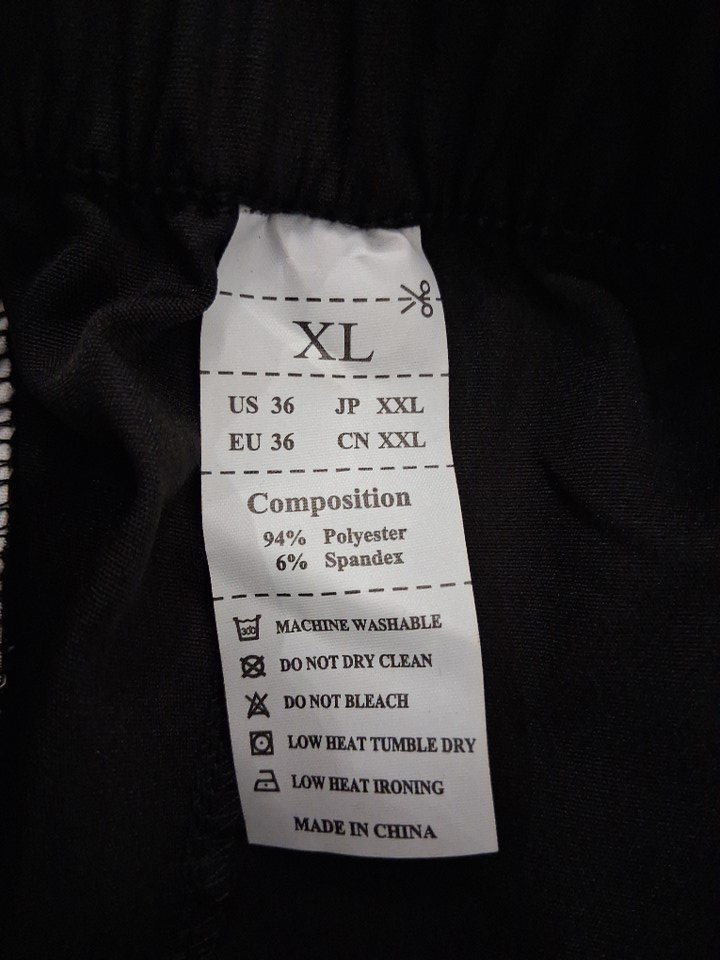 XL
US 36 JP XXL
EU 36 CN XXL
Composition
94% Polyester
6% Spandex
MACHINE WASHABLE
DO NOT DRY CLEAN
DO NOT BLEACH
LOW HEAT TUMBLE DRY
LOW HEAT IRONING
MADE IN CHINA